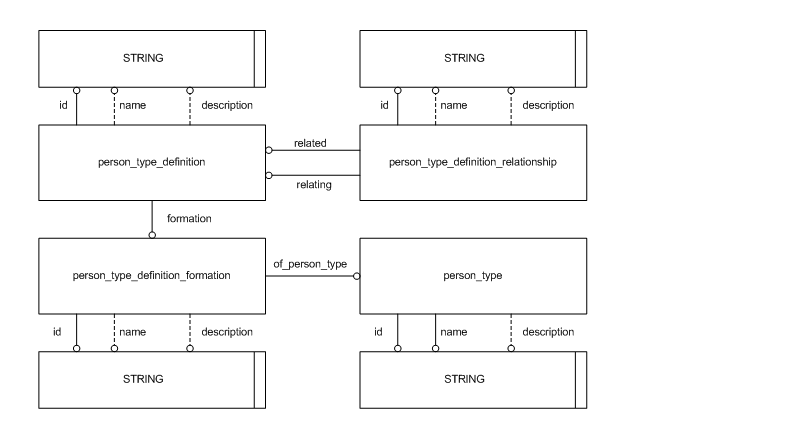 STRING
STRING
id
name
description
id
name
description
person_type_definition
related
relating
person_type_definition_relationship
formation
person_type_definition_formation
of_person_type
person_type
id
name
description
id
name
description
STRING
STRING